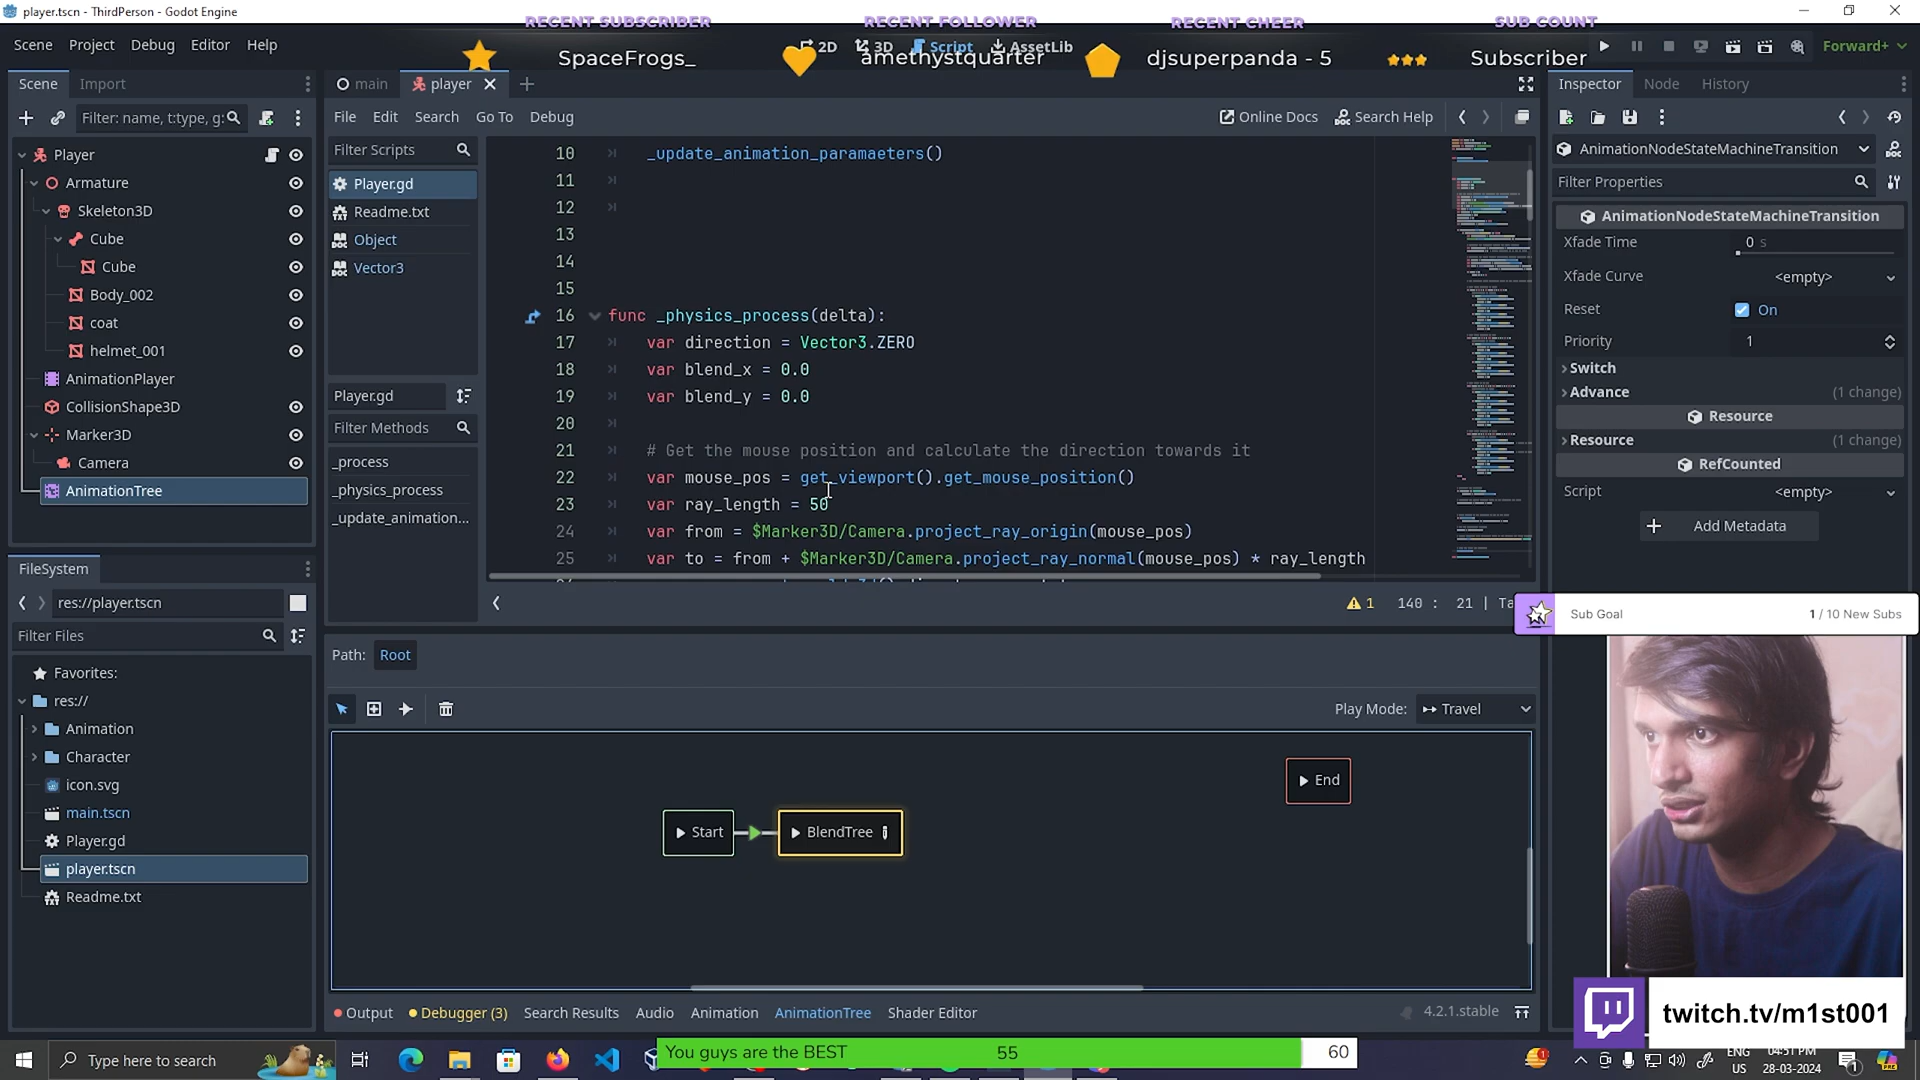 player.tscn - ThirdPerson - Godot Engine
RECENT SUBSCRIBER
RECENT FOLLOWER
RECENT CHEER
SUB COUNT
Scene Project Debug Editor Help
2D 3D Script AssetLib
SpaceFrogs_
amethystquarter
djsuperpanda - 5
Subscriber
Forward+
Scene Import
Filter: name, t:type, g:
Player
Armature
Skeleton3D
Cube
Cube
Body_002
coat
helmet_001
AnimationPlayer
CollisionShape3D
Marker3D
Camera
AnimationTree
FileSystem
res://player.tscn
Filter Files
Favorites:
res://
Animation
Character
icon.svg
main.tscn
Player.gd
player.tscn
Readme.txt
main player
File Edit Search Go To Debug
Online Docs Search Help
Filter Scripts
Player.gd
Readme.txt
Object
Vector3
Player.gd
Filter Methods
_process
_physics_process
_update_animation...
10 _update_animation_paramaeters()
11
12
13
14
15
16 func _physics_process(delta):
17 var direction = Vector3.ZERO
18 var blend_x = 0.0
19 var blend_y = 0.0
20
21 # Get the mouse position and calculate the direction towards it
22 var mouse_pos = get_viewport().get_mouse_position()
23 var ray_length = 50
24 var from = $Marker3D/Camera.project_ray_origin(mouse_pos)
25 var to = from + $Marker3D/Camera.project_ray_normal(mouse_pos) * ray_length
1 140 : 21 | Ta
Path: Root
Play Mode: Travel
Start
BlendTree
End
Output Debugger (3) Search Results Audio Animation AnimationTree Shader Editor
4.2.1.stable
Inspector Node History
AnimationNodeStateMachineTransition
Filter Properties
AnimationNodeStateMachineTransition
Xfade Time 0 s
Xfade Curve <empty>
Reset On
Priority 1
Switch
Advance (1 change)
Resource
Resource (1 change)
RefCounted
Script <empty>
Add Metadata
Sub Goal 1 / 10 New Subs
twitch.tv/m1st001
Type here to search
You guys are the BEST 55 60
ENG
US
04:51 PM
28-03-2024
1